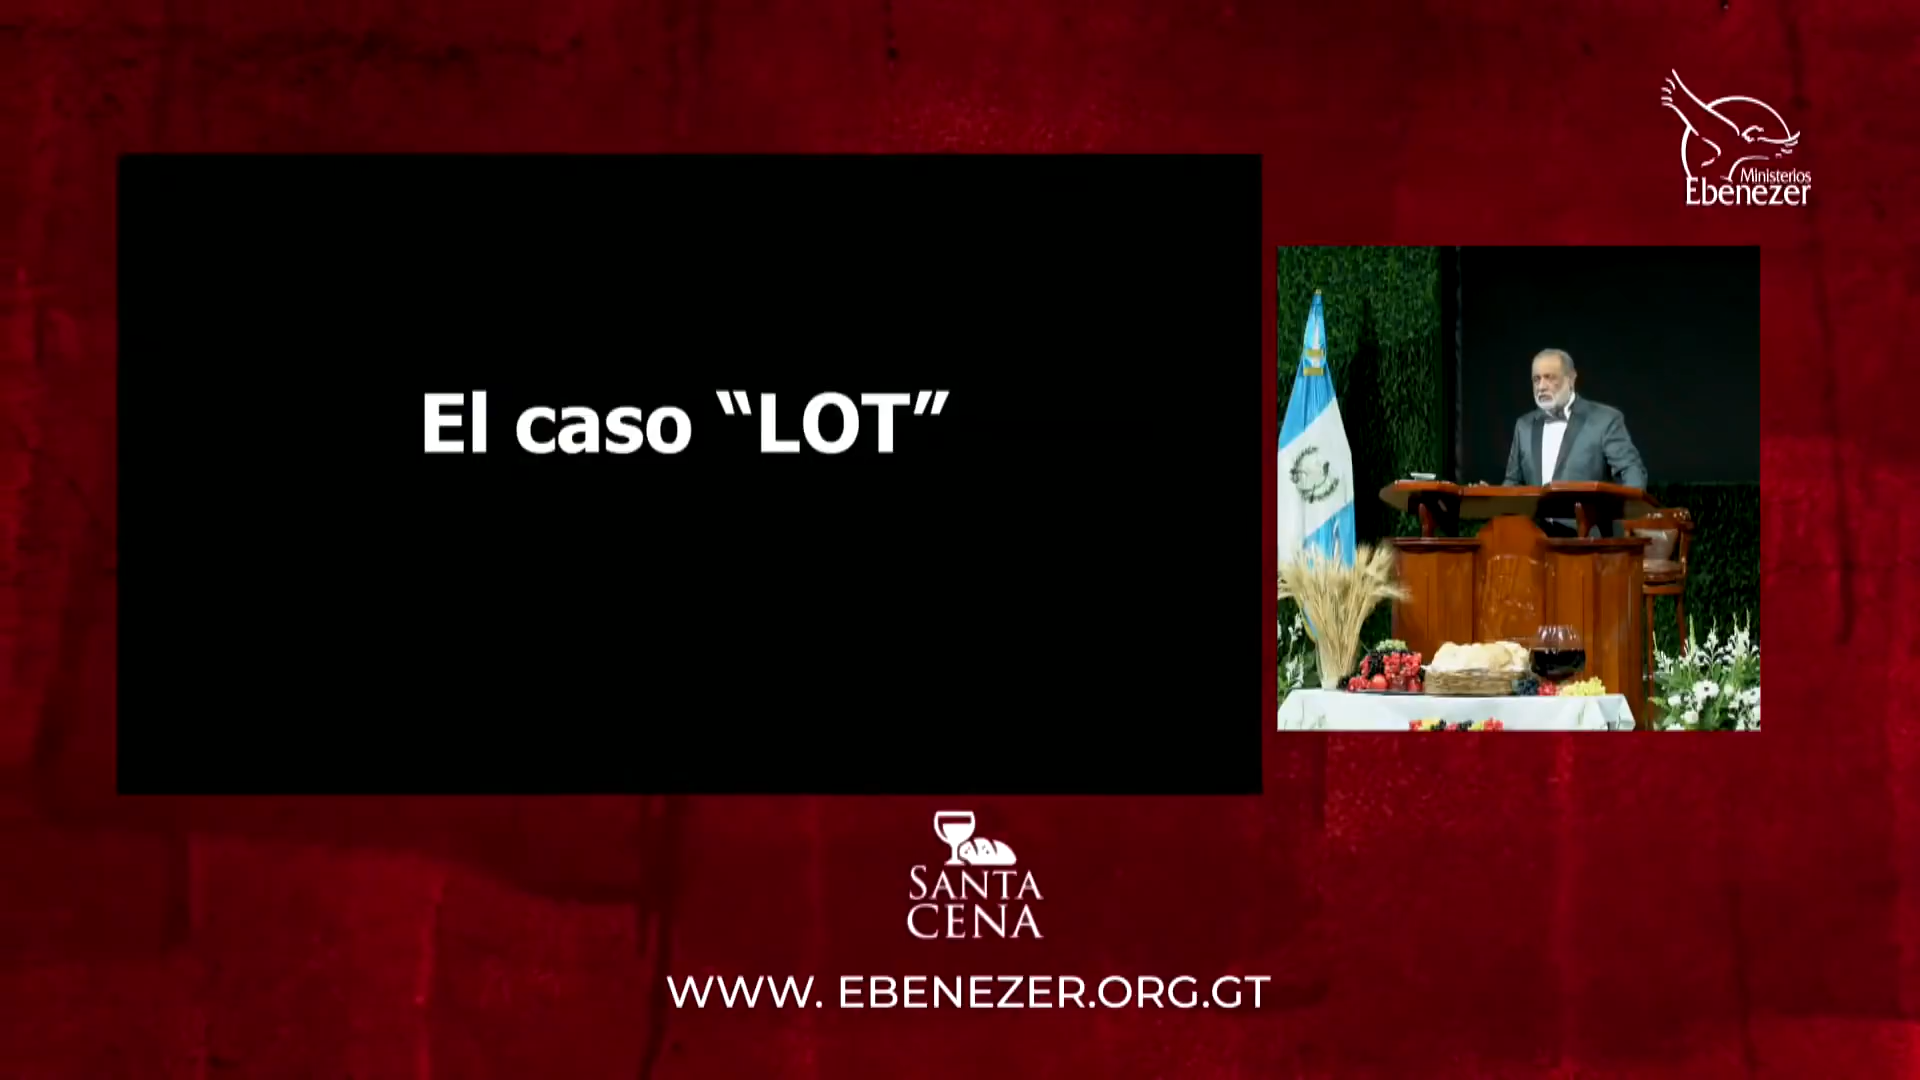 Ministerios
Ebenezer
El caso “LOT”
SANTA
CENA
WWW. EBENEZER.ORG.GT